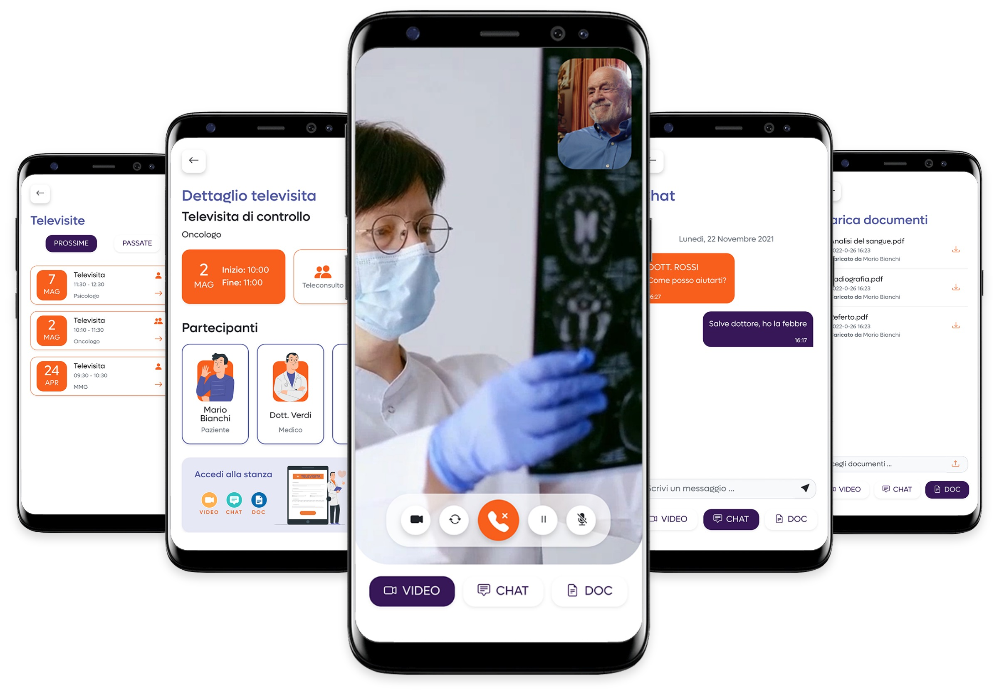 Televisite
PROSSIME
PASSATE
7
MAG
Televisita
11:30 - 12:30
Psicologo
2
MAG
Televisita
10:10 - 11:30
Oncologo
24
APR
Televisita
09:30 - 10:30
MMG
Dettaglio televisita
Televisita di controllo
Oncologo
2
MAG
Inizio: 10:00
Fine: 11:00
Teleconsulto
Partecipanti
Mario
Bianchi
Paziente
Dott. Verdi
Medico
Accedi alla stanza
VIDEO
CHAT
DOC
TELEVISITA
VIDEO
CHAT
DOC
hat
Lunedì, 22 Novembre 2021
DOTT. ROSSI
Come posso aiutarti?
6:27
Salve dottore, ho la febbre
16:17
Scrivi un messaggio ...
VIDEO
CHAT
DOC
arica documenti
Analisi del sangue.pdf
022-0-26 16:23
aricato da Mario Bianchi
adiografia.pdf
022-0-26 16:23
aricato da Mario Bianchi
Referto.pdf
022-0-26 16:23
aricato da Mario Bianchi
cegli documenti ...
VIDEO
CHAT
DOC